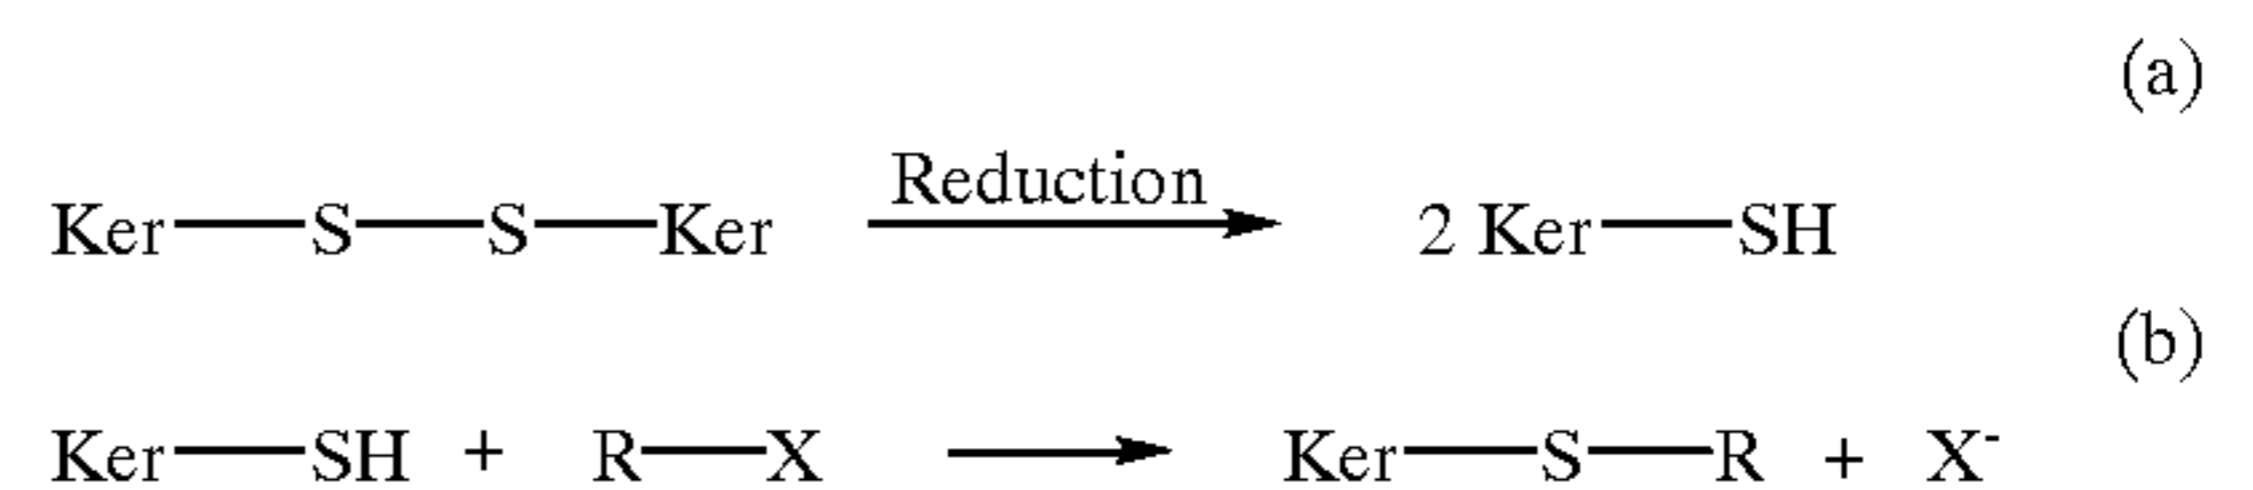 (a)
Ker—S—S—Ker Reduction 2 Ker—SH
(b)
Ker—SH + R—X Ker—S—R + X-